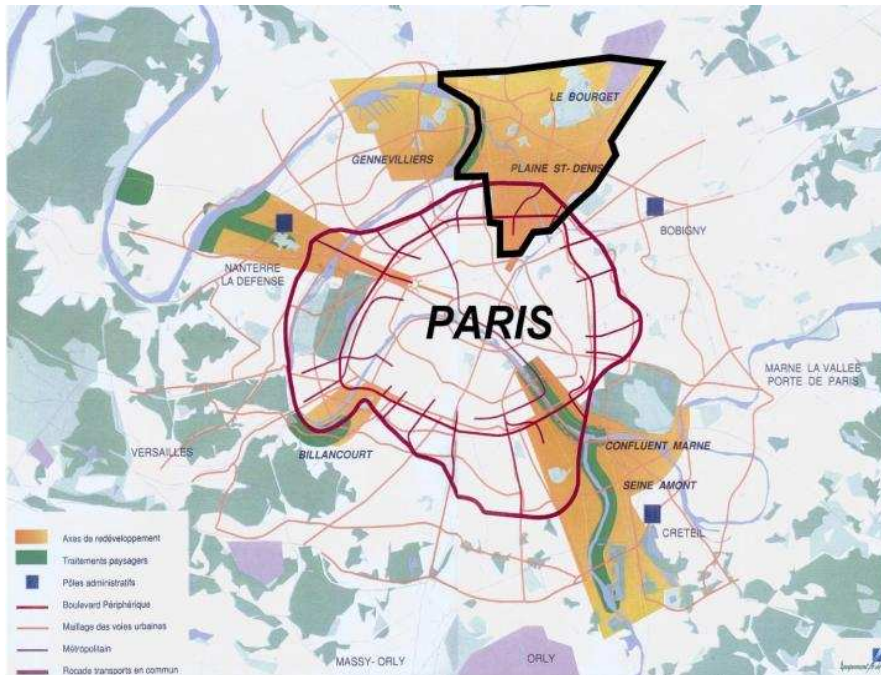 LE BOURGET
GENNEVILLIERS
PLAINE ST-DENIS
BOBIGNY
NANTERRE
LA DEFENSE
PARIS
MARNE LA VALLEE
PORTE DE PARIS
VERSAILLES
BILLANCOURT
CONFLUENT MARNE
SEINE AMONT
CRETEIL
Axes de redéveloppement
Traitements paysagers
Pôles administratifs
Boulevard Périphérique
Maillage des voies urbaines
Métropolitain
Rocade transports en commun
MASSY-ORLY
ORLY